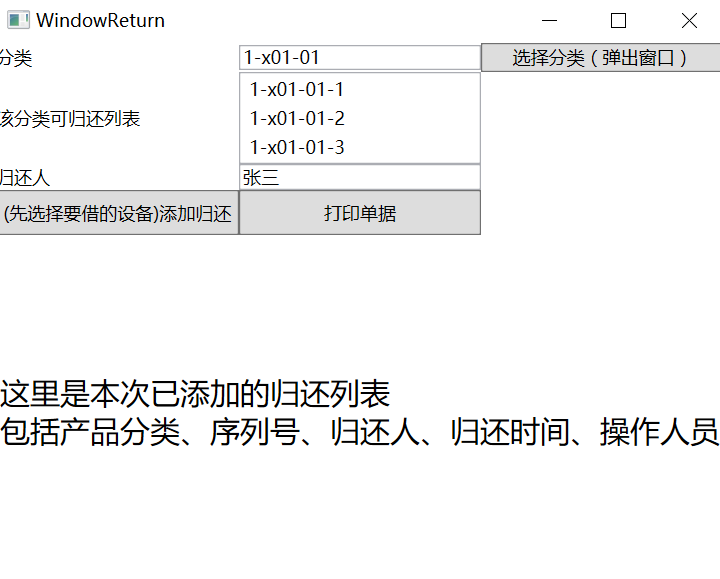 WindowReturn
分类
1-x01-01
选择分类（弹出窗口）
该分类可归还列表
1-x01-01-1
1-x01-01-2
1-x01-01-3
归还人
张三
(先选择要借的设备)添加归还
打印单据
这里是本次已添加的归还列表
包括产品分类、序列号、归还人、归还时间、操作人员